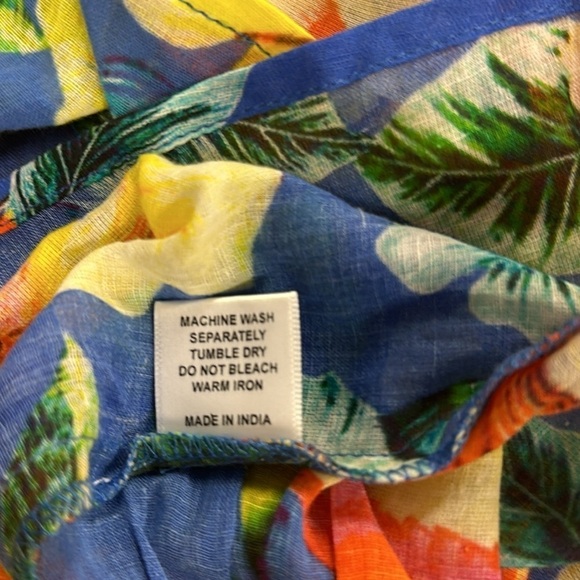 MACHINE WASH
SEPARATELY
TUMBLE DRY
DO NOT BLEACH
WARM IRON
MADE IN INDIA